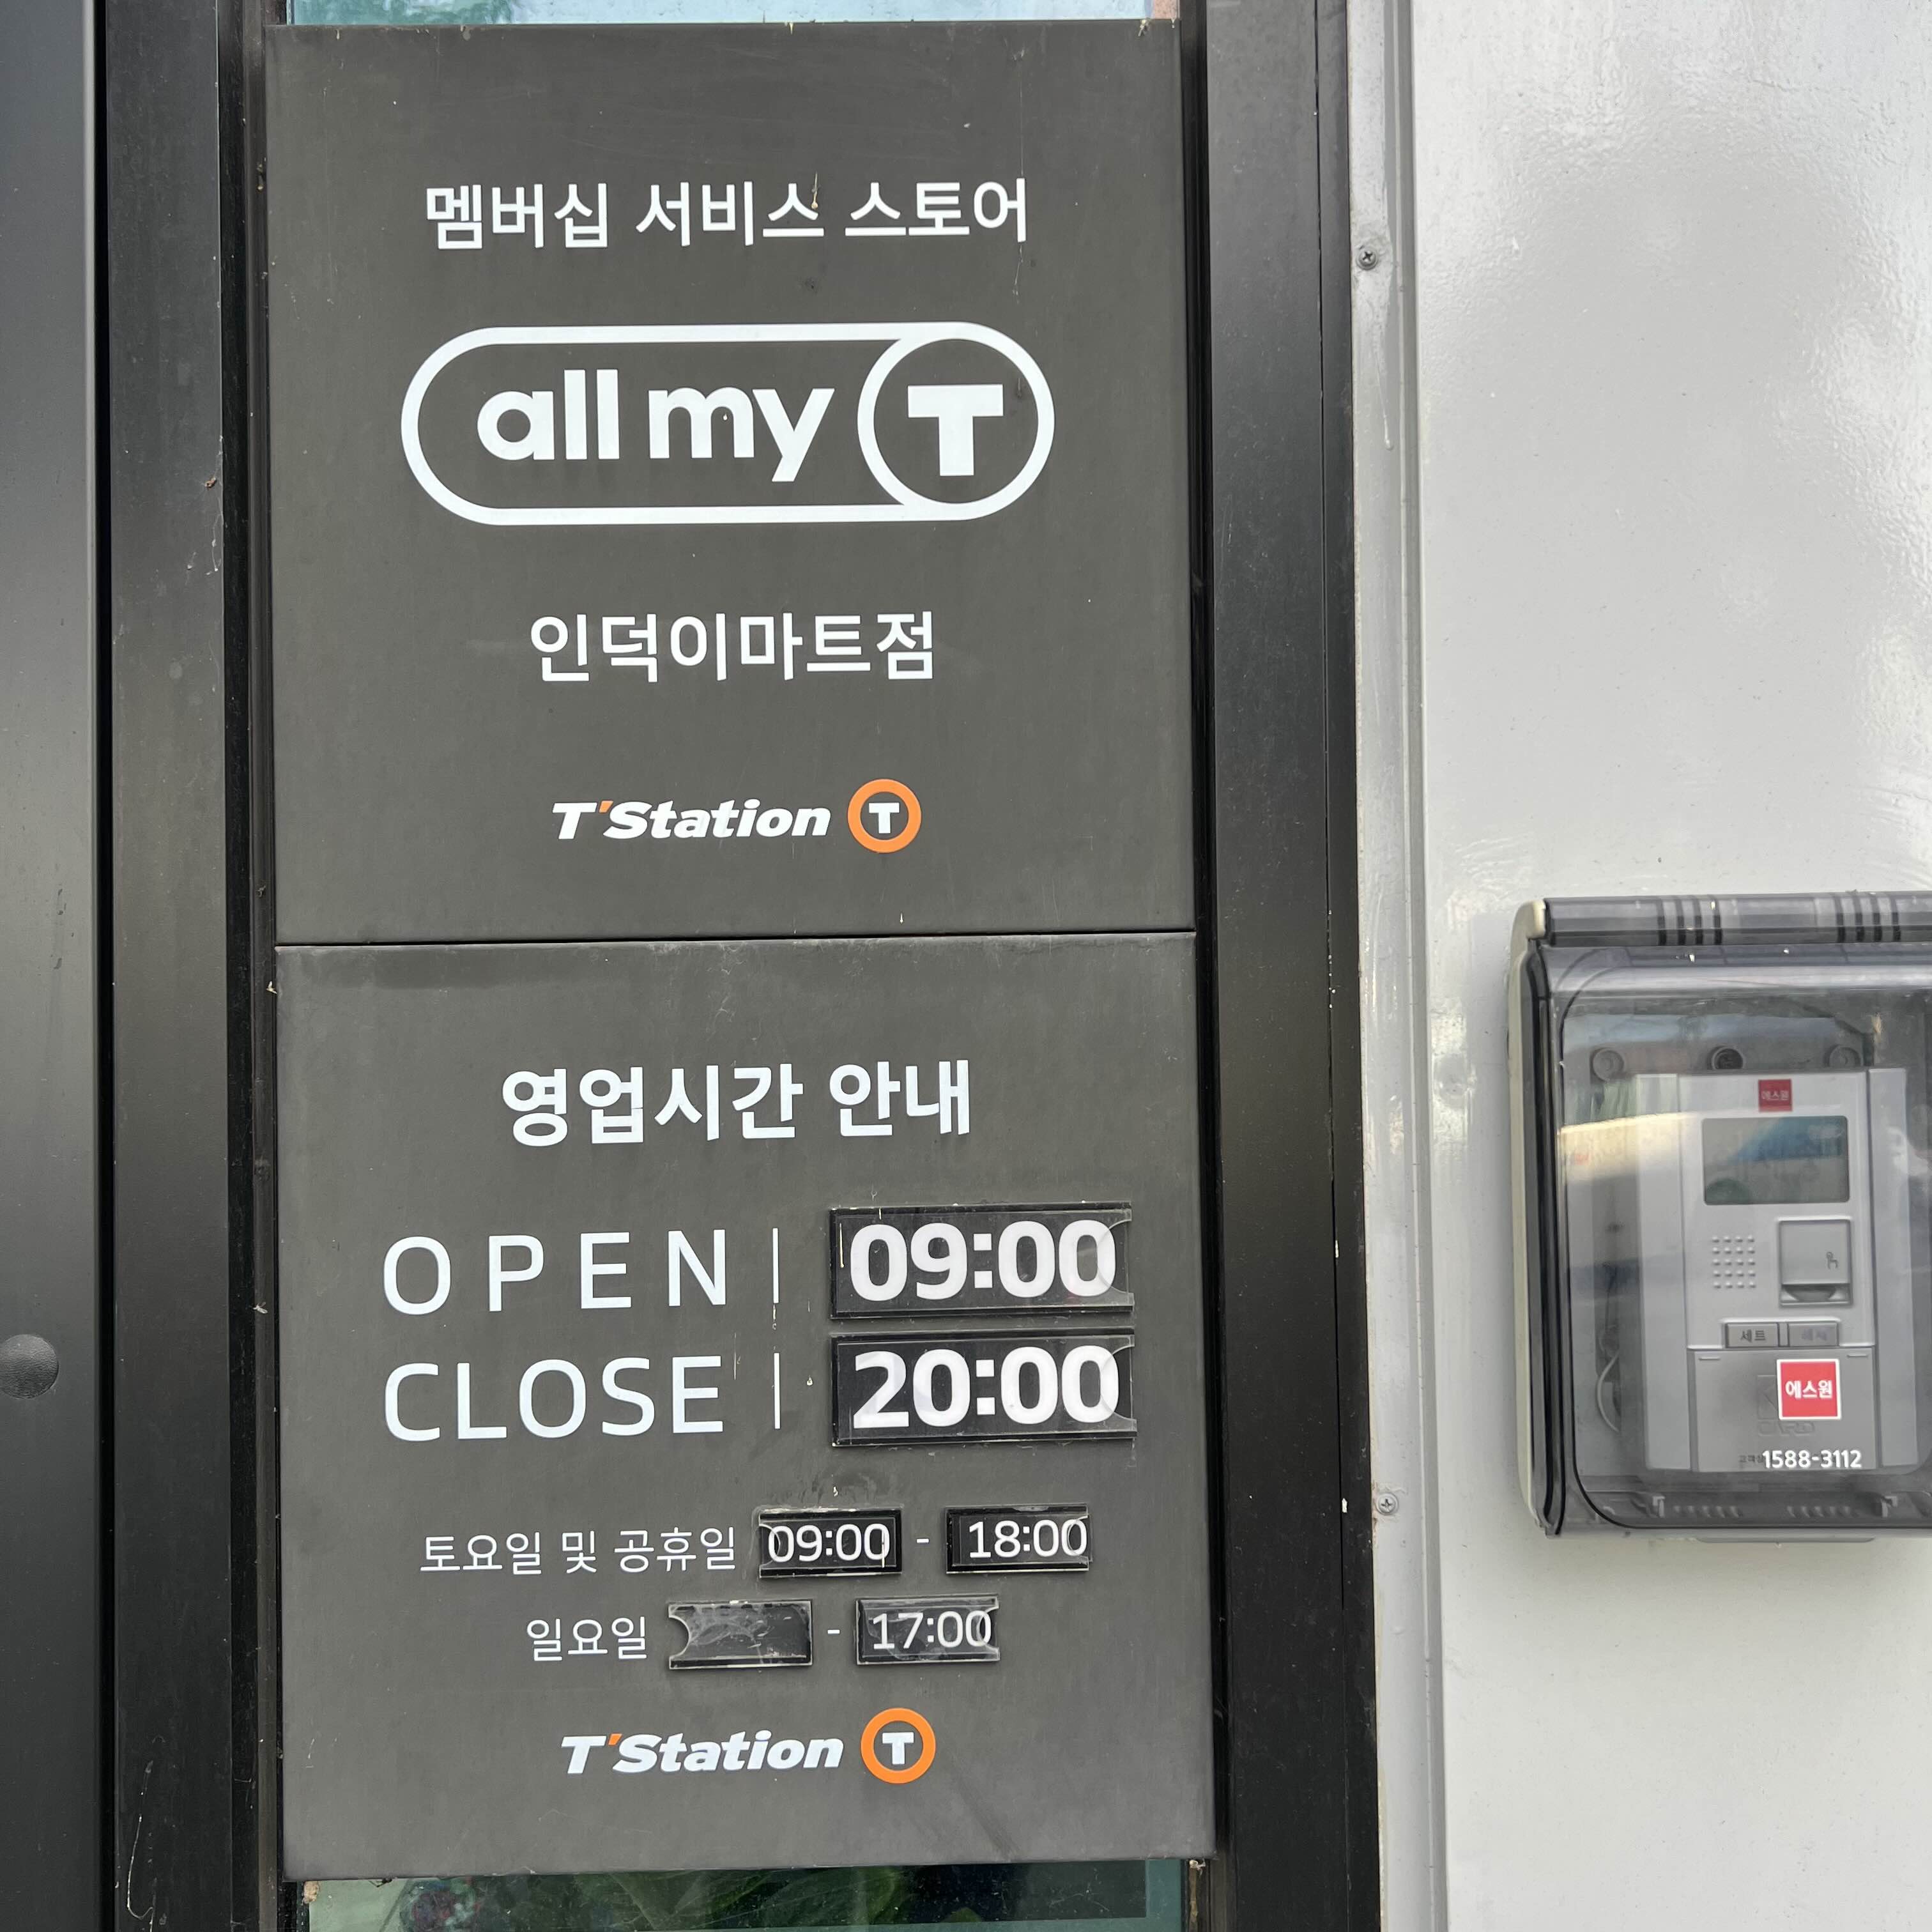 멤버십 서비스 스토어
all my T
인덕이마트점
T'Station T
영업시간 안내
OPEN | 09:00
CLOSE | 20:00
토요일 및 공휴일 09:00 - 18:00
일요일 - 17:00
T'Station T
에스원
세트 해제
에스원
1588-3112